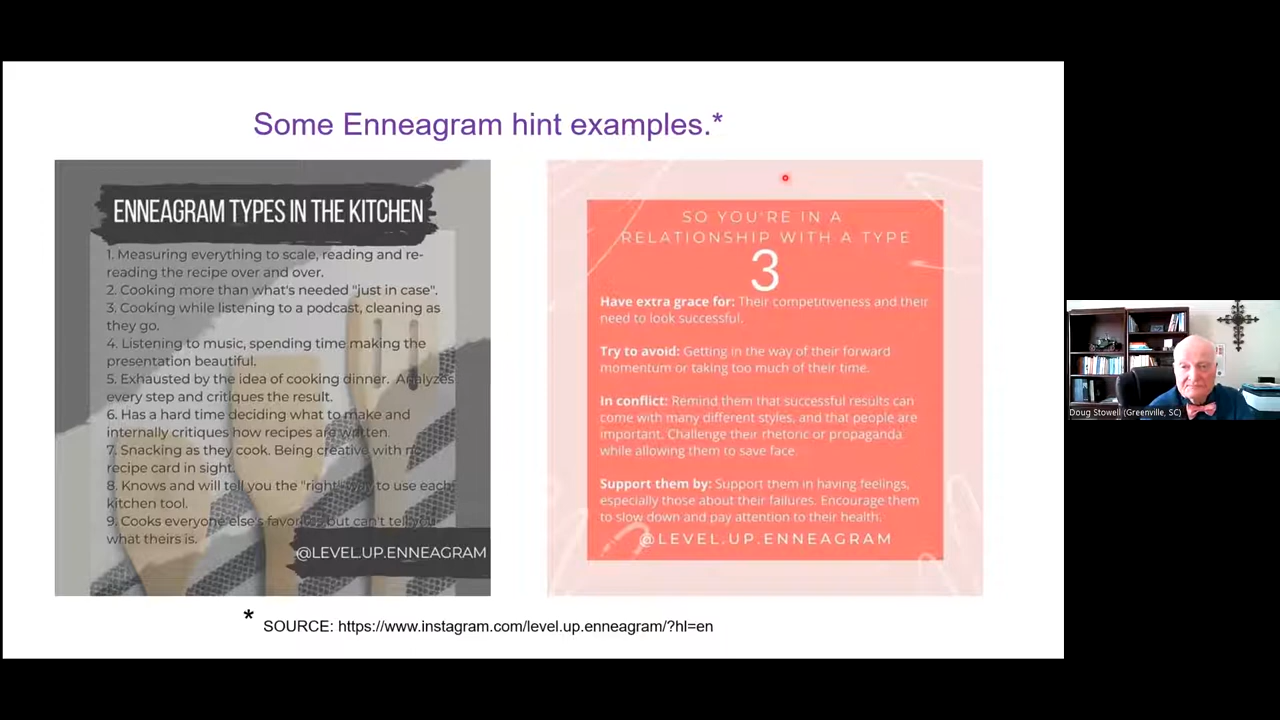 Some Enneagram hint examples.*
ENNEAGRAM TYPES IN THE KITCHEN
1. Measuring everything to scale, reading and re-
reading the recipe over and over.
2. Cooking more than what's needed "just in case".
3. Cooking while listening to a podcast, cleaning as
they go.
4. Listening to music, spending time making the
presentation beautiful.
5. Exhausted by the idea of cooking dinner. Analyzes
every step and critiques the result.
6. Has a hard time deciding what to make and
internally critiques how recipes are written.
7. Snacking as they cook. Being creative with no
recipe card in sight.
8. Knows and will tell you the "right" way to use each
kitchen tool.
9. Cooks everyone else's favorites but can't tell you
what theirs is.
@LEVEL.UP.ENNEAGRAM
SO YOU'RE IN A
RELATIONSHIP WITH A TYPE
3
Have extra grace for: Their competitiveness and their
need to look successful.
Try to avoid: Getting in the way of their forward
momentum or taking too much of their time.
In conflict: Remind them that successful results can
come with many different styles, and that people are
important. Challenge their rhetoric or propaganda
while allowing them to save face.
Support them by: Support them in having feelings,
especially those about their failures. Encourage them
to slow down and pay attention to their health.
@LEVEL.UP.ENNEAGRAM
* SOURCE: https://www.instagram.com/level.up.enneagram/?hl=en
Doug Stowell (Greenville, SC)